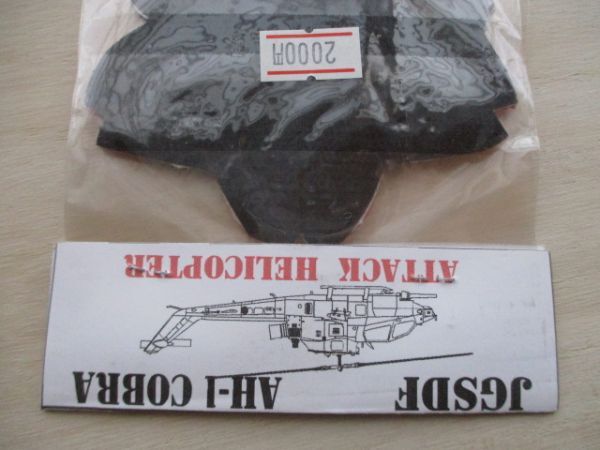 JGSDF AH-1 COBRA
ATTACK HELICOPTER
2000円